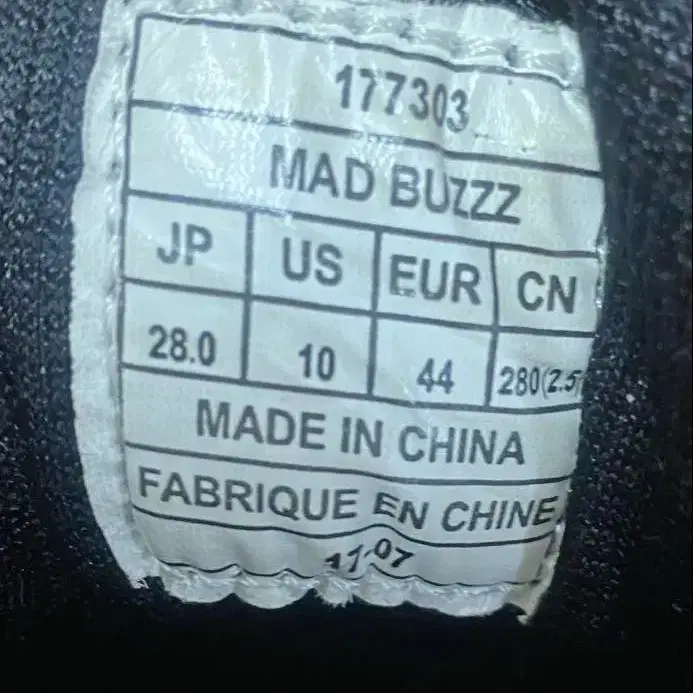 177303
MAD BUZZZ
JP US EUR CN
28.0 10 44 280(2.5)
MADE IN CHINA
FABRIQUE EN CHINE
11-07